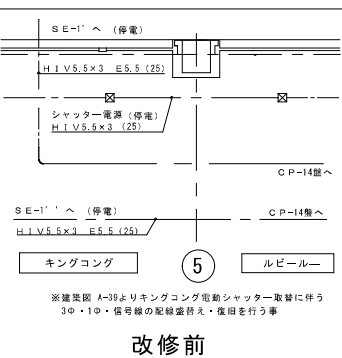 SE-1'へ (停電)
HIV5.5×3 E5.5 (25)
シャッター電源 (停電)
HIV5.5×3 (25)
CP-14盤へ
SE-1''へ (停電)
CP-14盤へ
HIV5.5×3 E5.5 (25)
キングコング
5
ルビールー
※建築図 A-39よりキングコング電動シャッター取替に伴う
3Φ・1Φ・信号線の配線盛替え・復旧を行う事
改修前